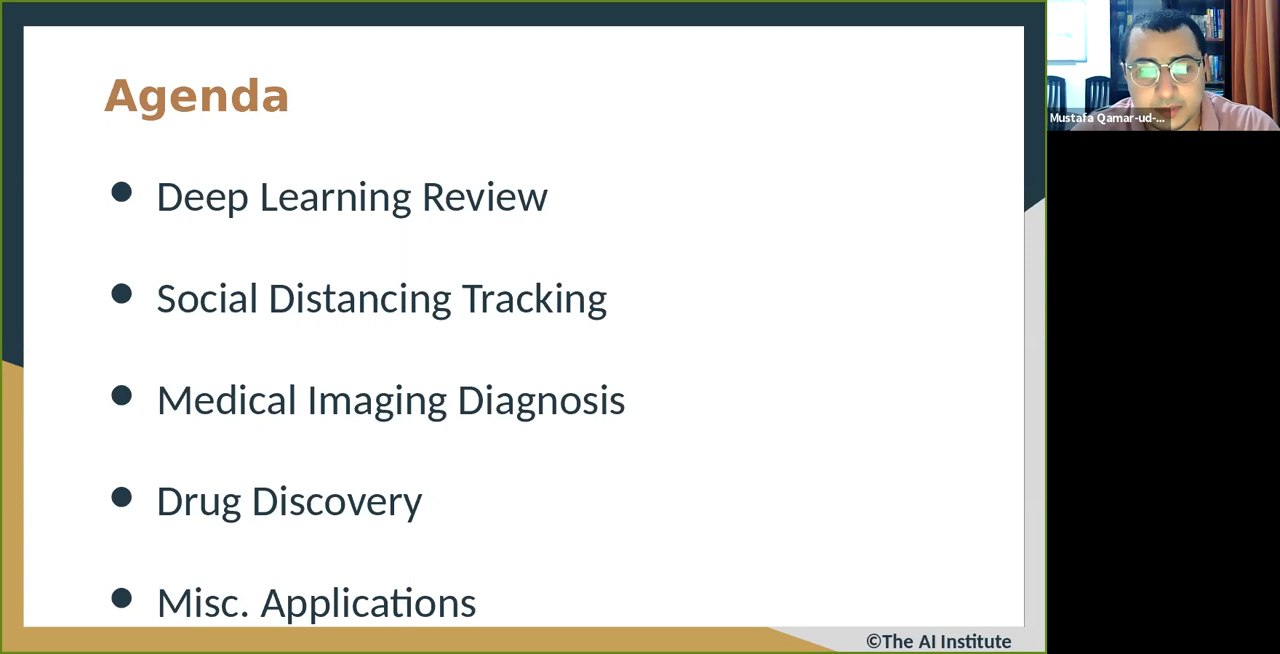 Agenda
Deep Learning Review
Social Distancing Tracking
Medical Imaging Diagnosis
Drug Discovery
Misc. Applications
©The AI Institute
Mustafa Qamar-ud-...